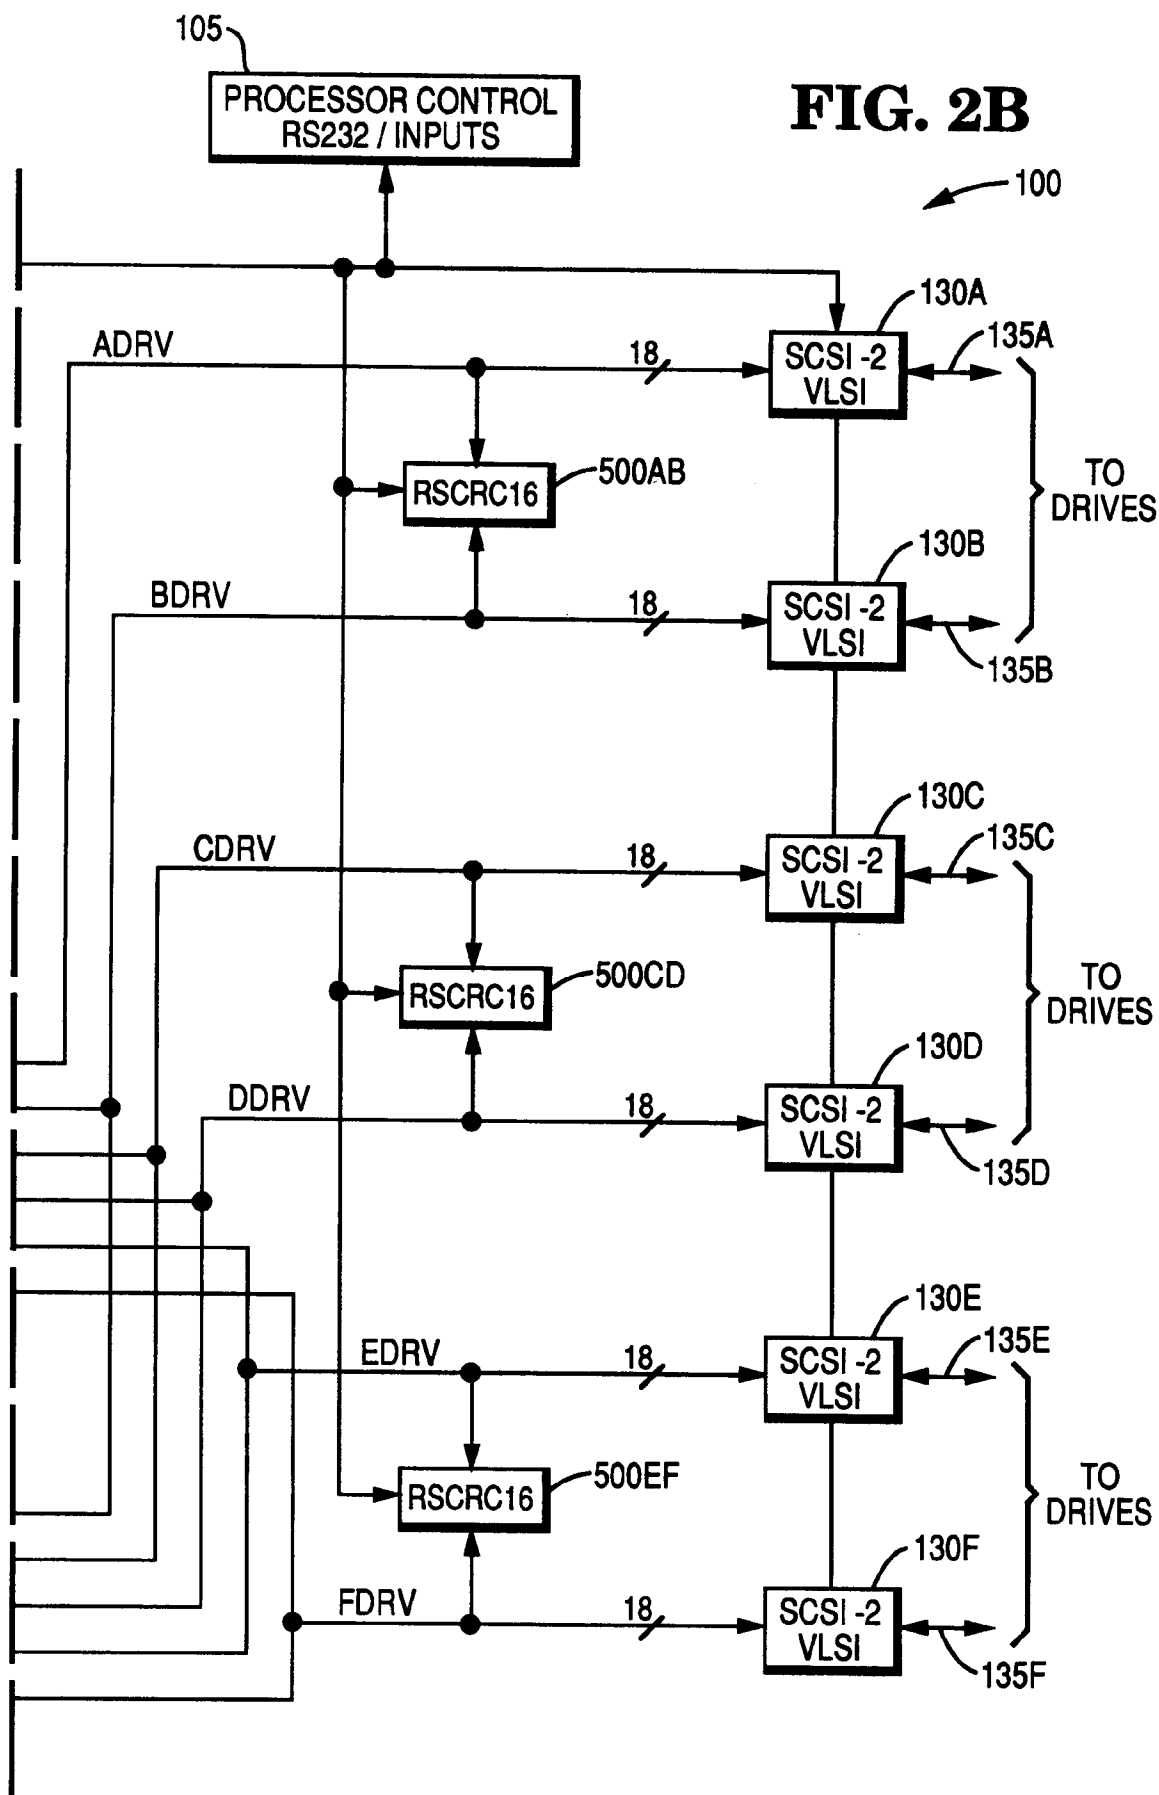 105
PROCESSOR CONTROL
RS232 / INPUTS
FIG. 2B
100
130A
ADRV
18
SCSI -2
VLSI
135A
500AB
RSCRC16
TO
DRIVES
130B
BDRV
18
SCSI -2
VLSI
135B
130C
CDRV
18
SCSI -2
VLSI
135C
500CD
RSCRC16
TO
DRIVES
130D
DDRV
18
SCSI -2
VLSI
135D
130E
EDRV
18
SCSI -2
VLSI
135E
500EF
RSCRC16
TO
DRIVES
130F
FDRV
18
SCSI -2
VLSI
135F